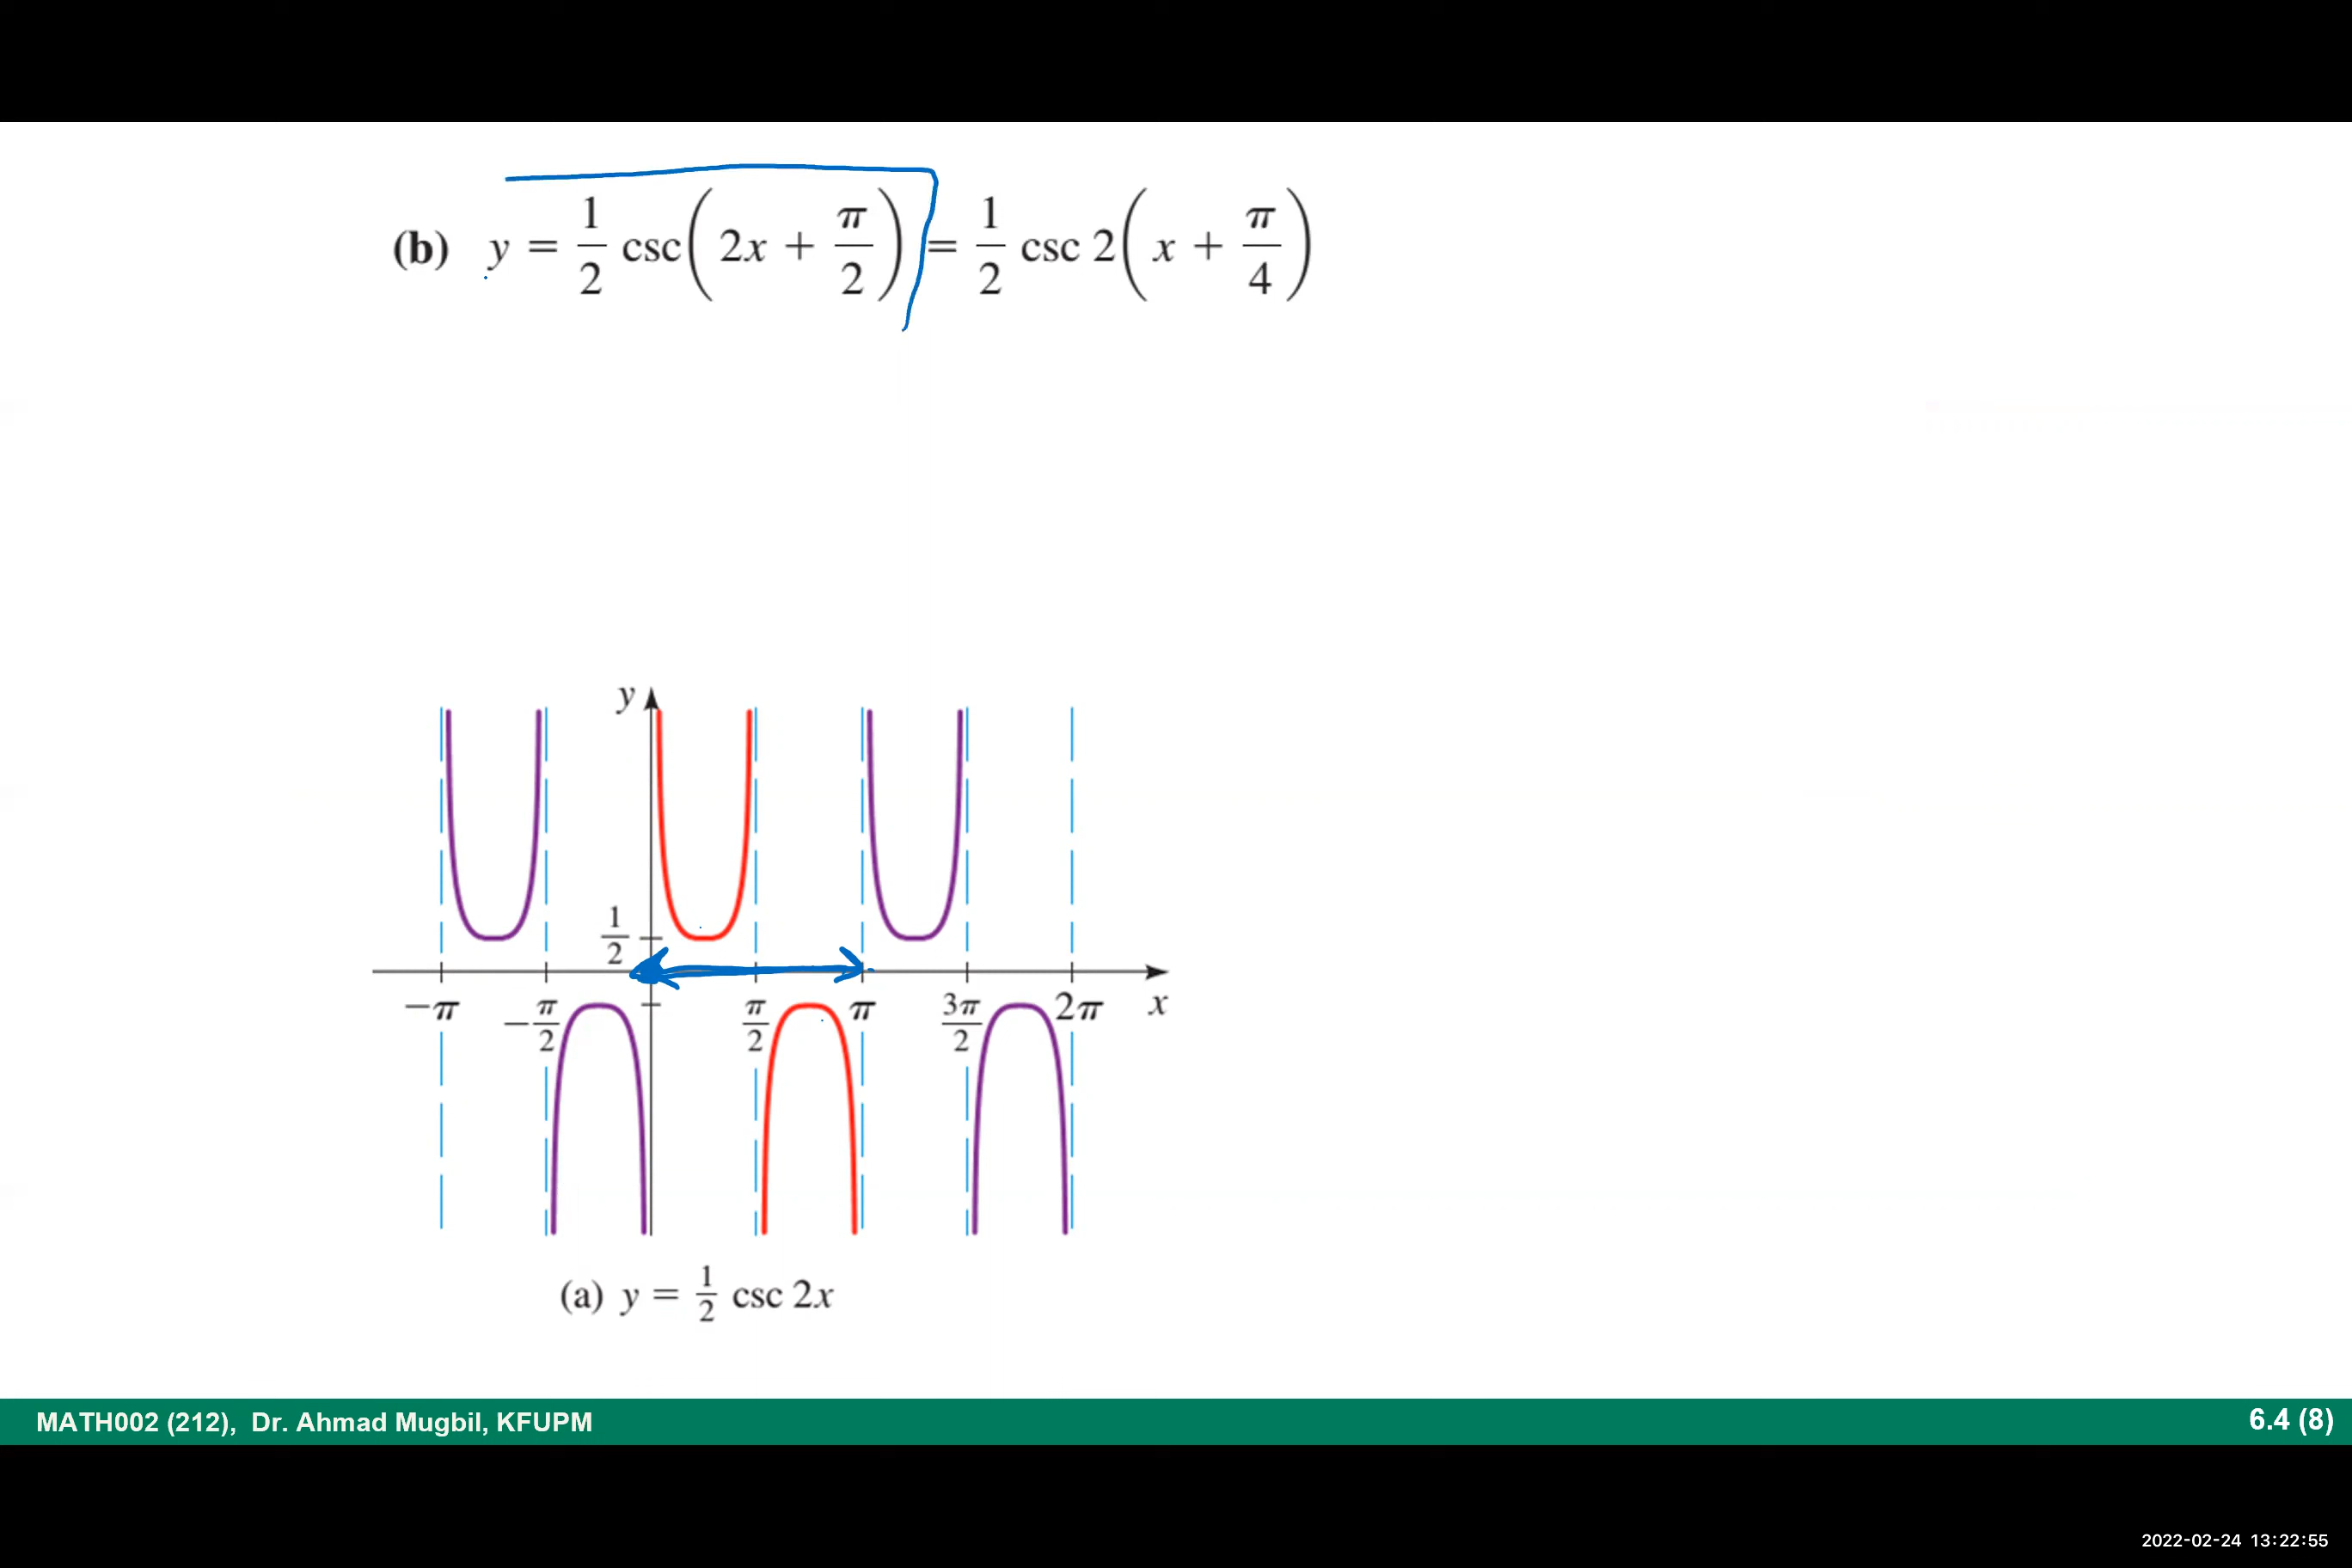 (b) y = 1/2 csc(2x + π/2) = 1/2 csc 2(x + π/4)
y
1/2
−π −π/2 π/2 π 3π/2 2π x
(a) y = 1/2 csc 2x
MATH002 (212), Dr. Ahmad Mugbil, KFUPM 6.4 (8)
2022-02-24 13:22:55